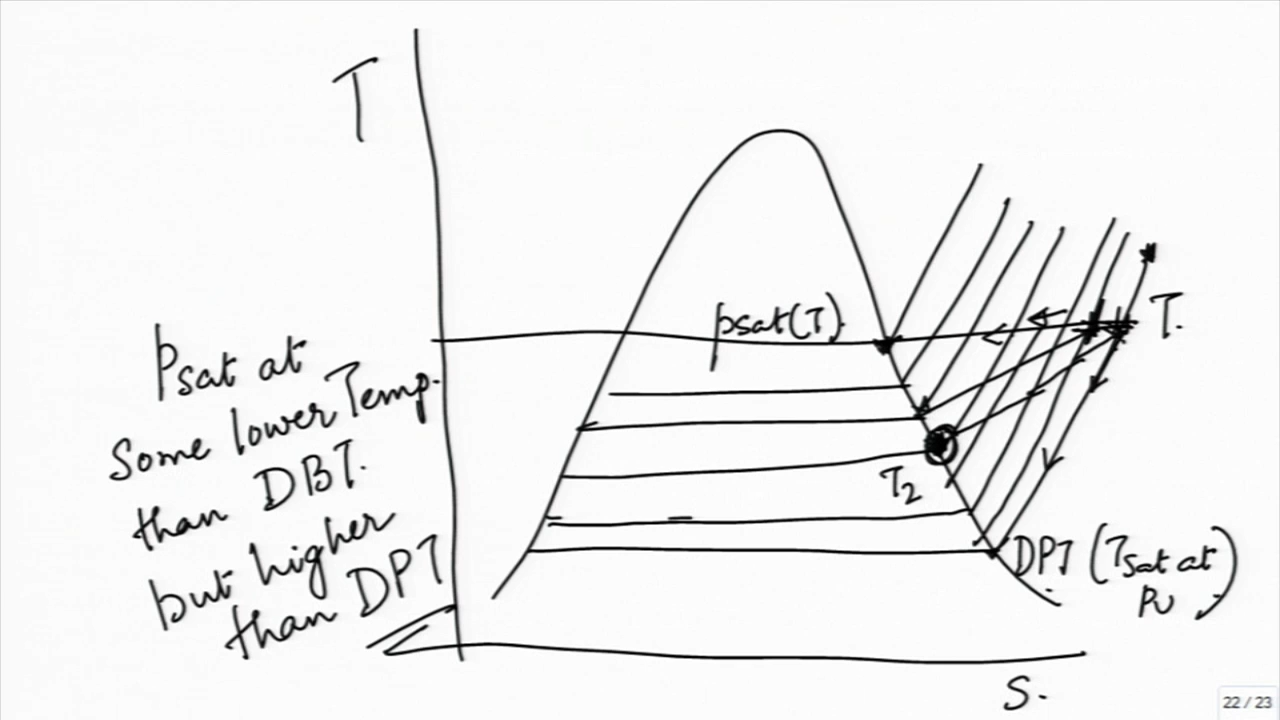 T
psat(T)
T.
Psat at
some lower Temp.
than DBT.
but higher
than DPT
T2
DPT (Tsat at
Pv)
S.
22 / 23